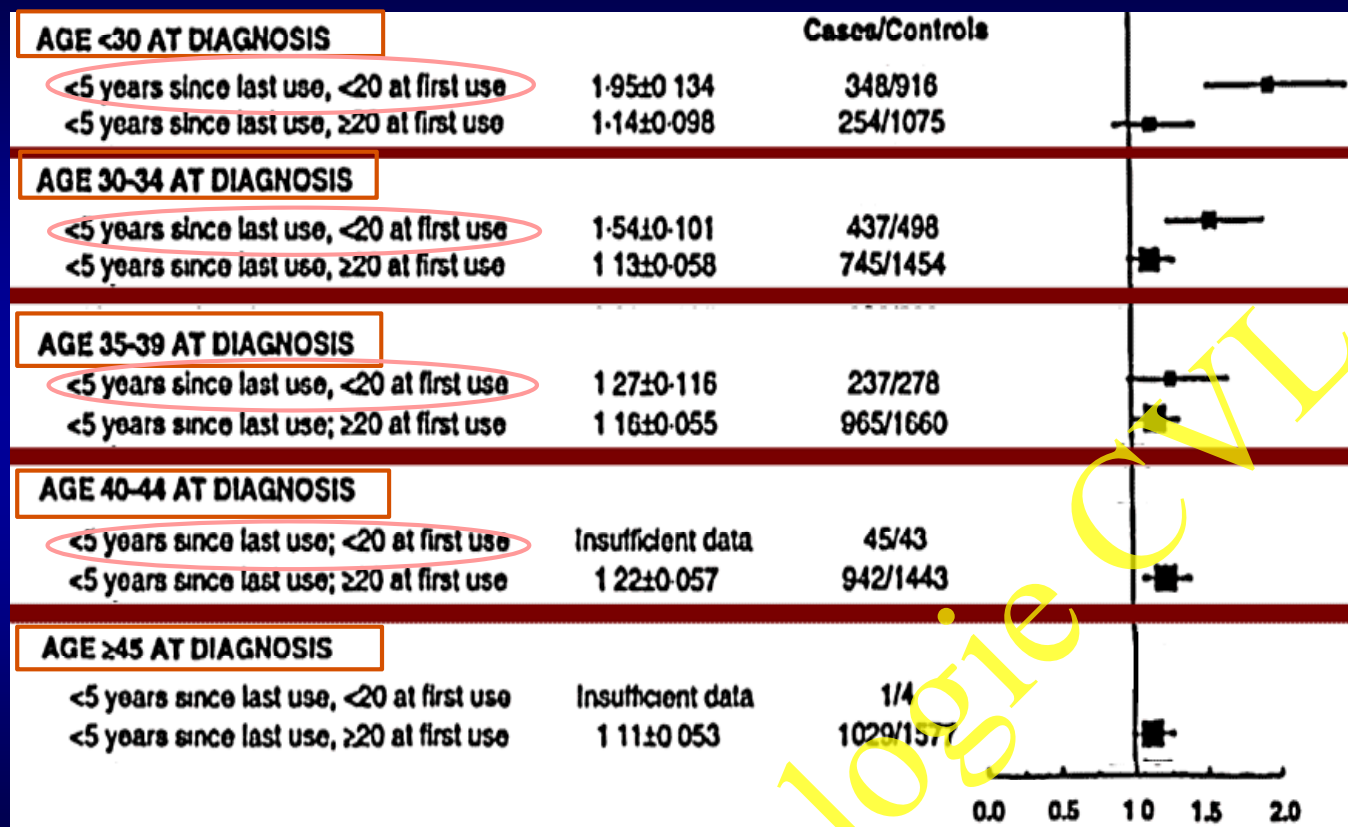 Cases/Controls
AGE <30 AT DIAGNOSIS
<5 years since last use, <20 at first use 1·95±0 134 348/916
<5 years since last use, ≥20 at first use 1·14±0·098 254/1075
AGE 30-34 AT DIAGNOSIS
<5 years since last use, <20 at first use 1·54±0·101 437/498
<5 years since last use, ≥20 at first use 1 13±0·058 745/1454
AGE 35-39 AT DIAGNOSIS
<5 years since last use, <20 at first use 1 27±0·116 237/278
<5 years since last use; ≥20 at first use 1 16±0·055 965/1660
AGE 40-44 AT DIAGNOSIS
<5 years since last use; <20 at first use Insufficient data 45/43
<5 years since last use; ≥20 at first use 1 22±0·057 942/1443
AGE ≥45 AT DIAGNOSIS
<5 years since last use, <20 at first use Insufficient data 1/4
<5 years since last use, ≥20 at first use 1 11±0 053 1029/1577
0.0 0.5 1 0 1.5 2.0
logie CVL